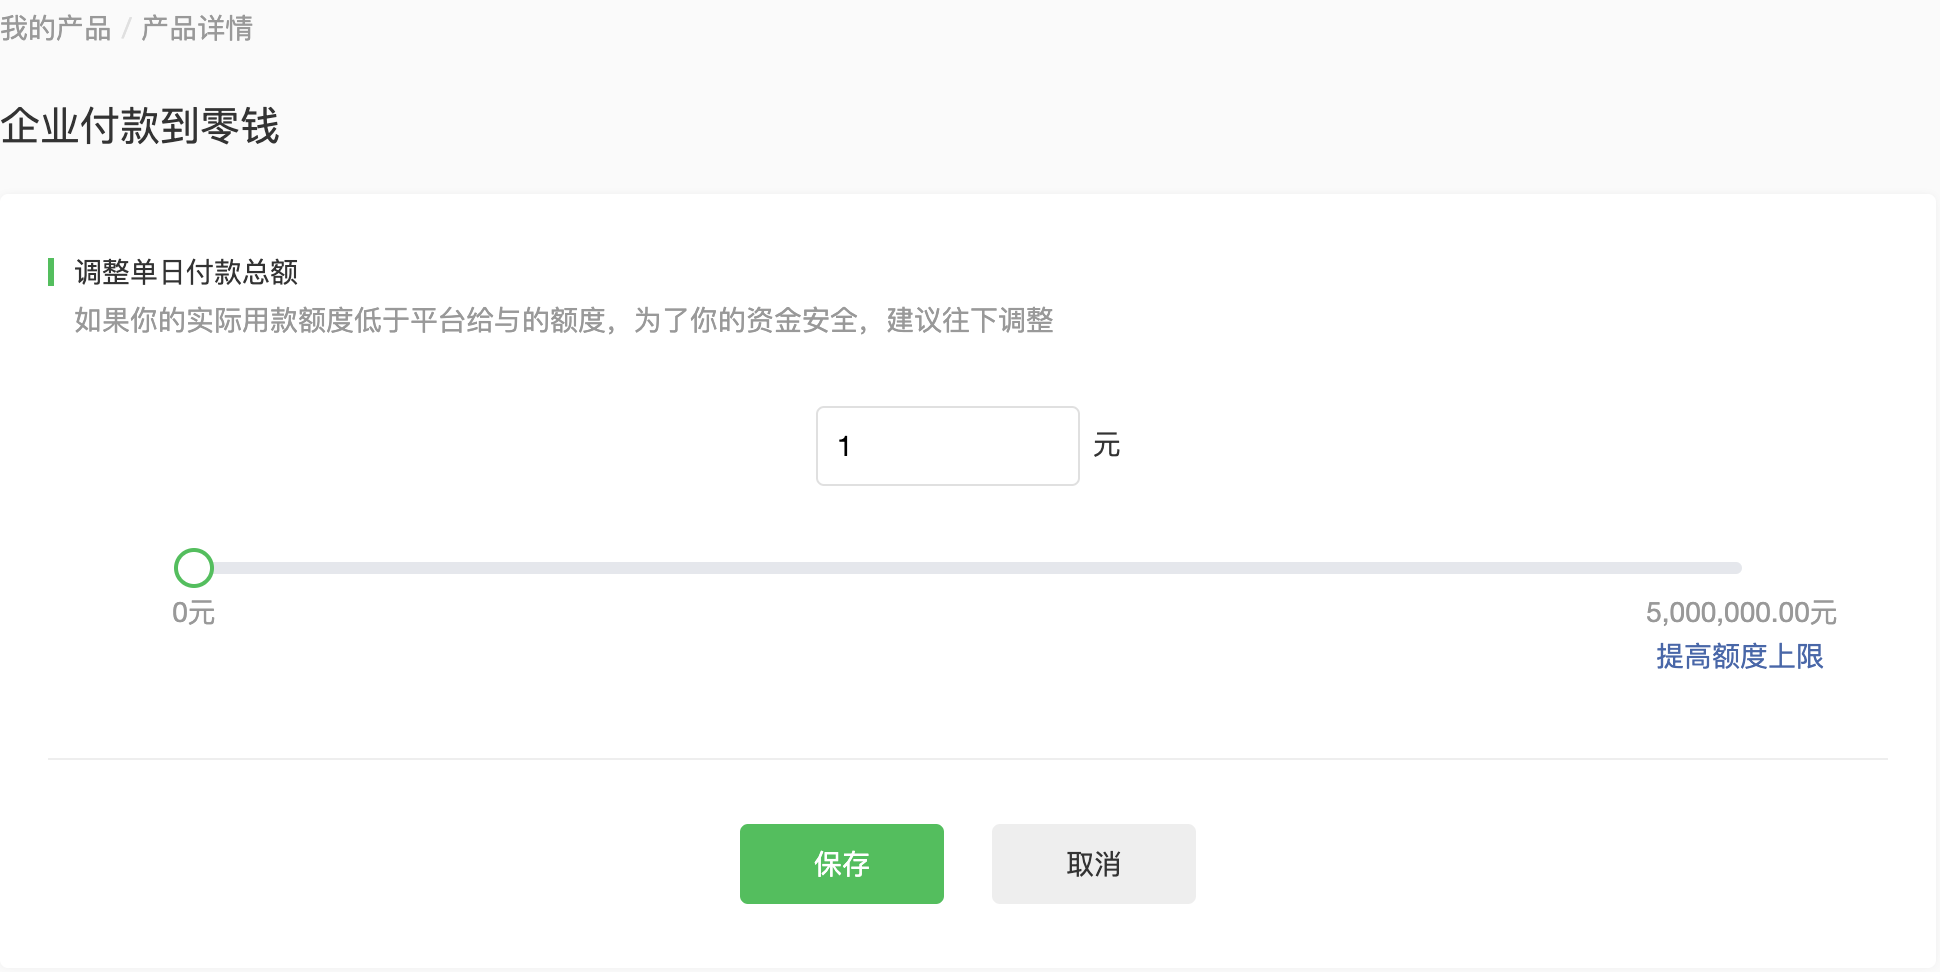 我的产品 / 产品详情
企业付款到零钱
调整单日付款总额
如果你的实际用款额度低于平台给与的额度，为了你的资金安全，建议往下调整
1 元
0元 5,000,000.00元
提高额度上限
保存 取消